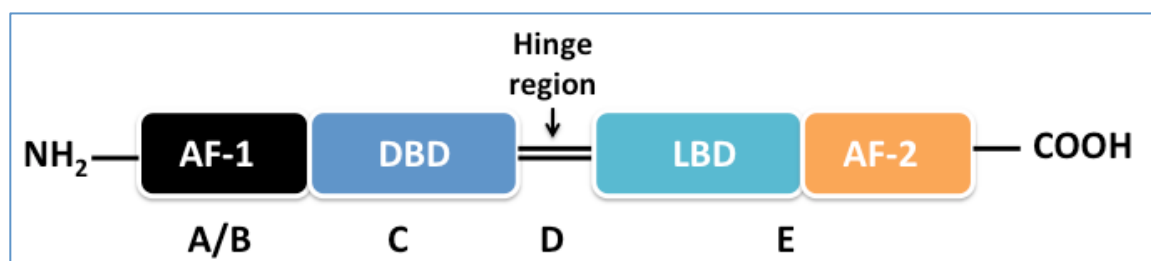 Hinge
region
NH₂ AF-1 DBD LBD AF-2 COOH
A/B C D E